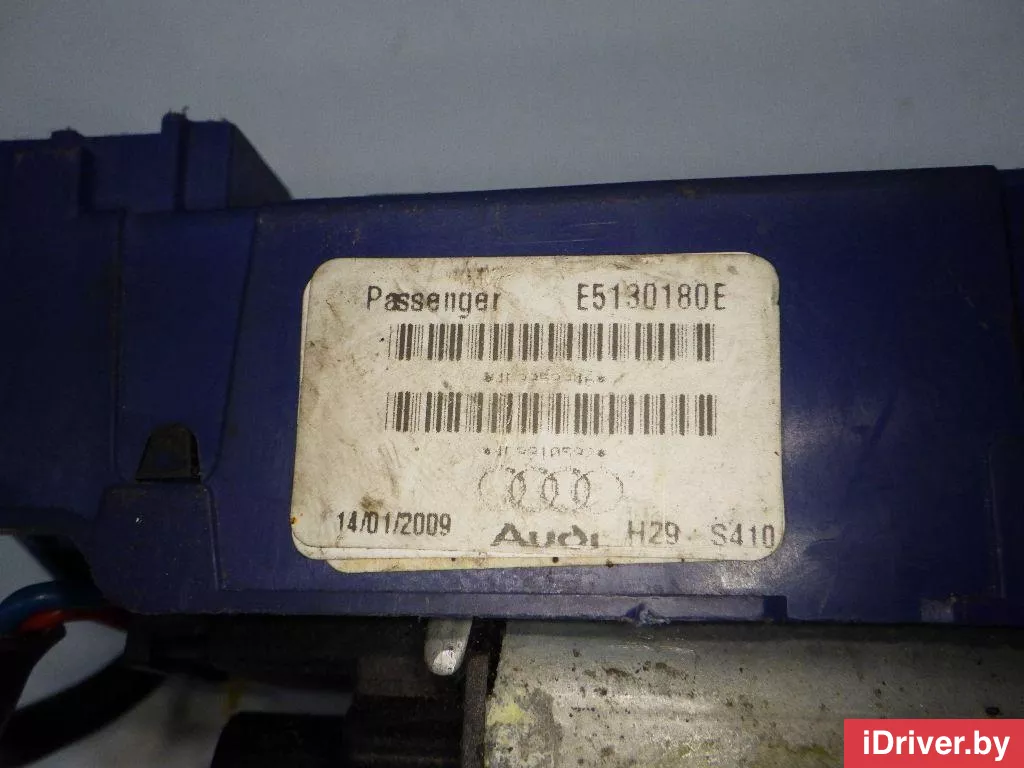 Passenger E5130180E
14/01/2009 Audi H29 S410
iDriver.by